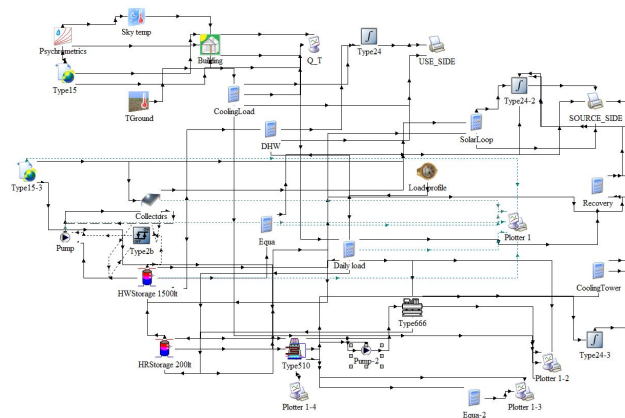 Sky temp
Psychrometrics
Building
Type24
Q_T
USE_SIDE
Type15
TGround
CoolingLoad
Type24-2
SOURCE_SIDE
DHW
SolarLoop
Type15-3
Load profile
Collectors
Recovery
Pump
Type2b
Equa
Plotter 1
Daily load
HWStorage 1500lt
CoolingTower
Type666
HRStorage 200lt
Type510
Pump-2
Type24-3
Plotter 1-2
Plotter 1-4
Equa-2
Plotter 1-3